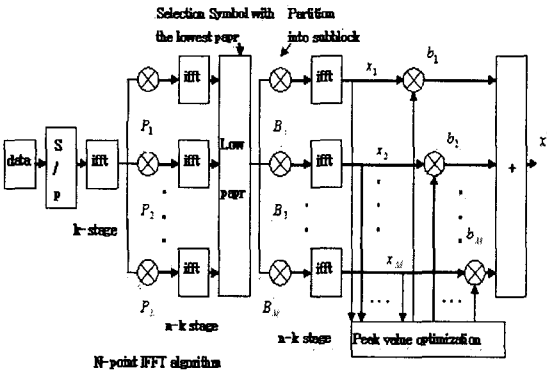 Selection Symbol with
the lowest papr
Partition
into subblock
data
S
/
P
ifft
k-stage
P1
P2
PL
ifft
ifft
ifft
Low
papr
n-k stage
B2
B3
BM
ifft
ifft
ifft
n-k stage
x1
x2
xM
b1
b2
bM
+
x
Peak value optimization
N-point IFFT algorithm